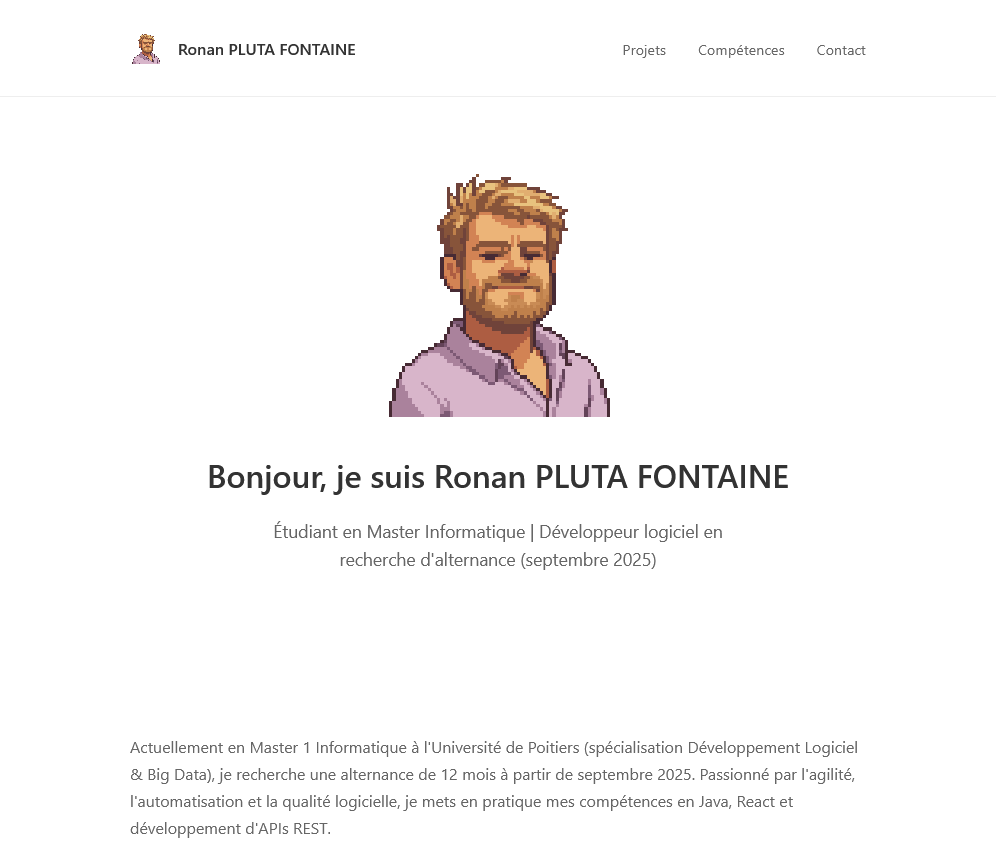 Ronan PLUTA FONTAINE
Projets
Compétences
Contact
Bonjour, je suis Ronan PLUTA FONTAINE
Étudiant en Master Informatique | Développeur logiciel en
recherche d'alternance (septembre 2025)
Actuellement en Master 1 Informatique à l'Université de Poitiers (spécialisation Développement Logiciel
& Big Data), je recherche une alternance de 12 mois à partir de septembre 2025. Passionné par l'agilité,
l'automatisation et la qualité logicielle, je mets en pratique mes compétences en Java, React et
développement d'APIs REST.